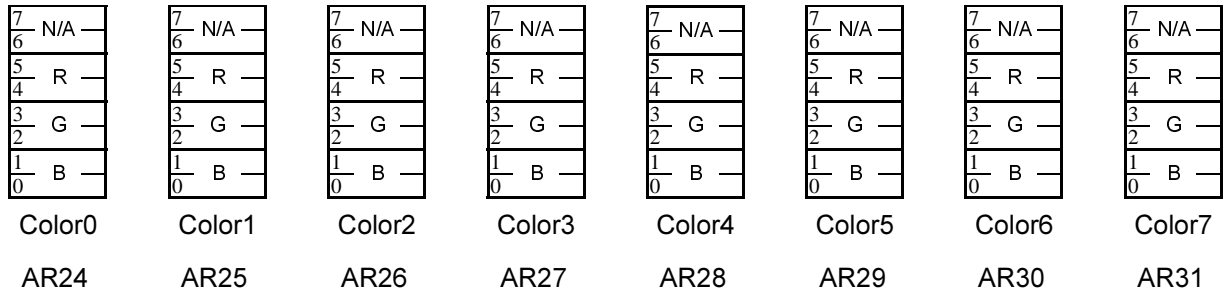 7 N/A 7 N/A 7 N/A 7 N/A 7 N/A 7 N/A 7 N/A 7 N/A
6 6 6 6 6 6 6 6
5 R 5 R 5 R 5 R 5 R 5 R 5 R 5 R
4 4 4 4 4 4 4 4
3 G 3 G 3 G 3 G 3 G 3 G 3 G 3 G
2 2 2 2 2 2 2 2
1 B 1 B 1 B 1 B 1 B 1 B 1 B 1 B
0 0 0 0 0 0 0 0
Color0 Color1 Color2 Color3 Color4 Color5 Color6 Color7
AR24 AR25 AR26 AR27 AR28 AR29 AR30 AR31